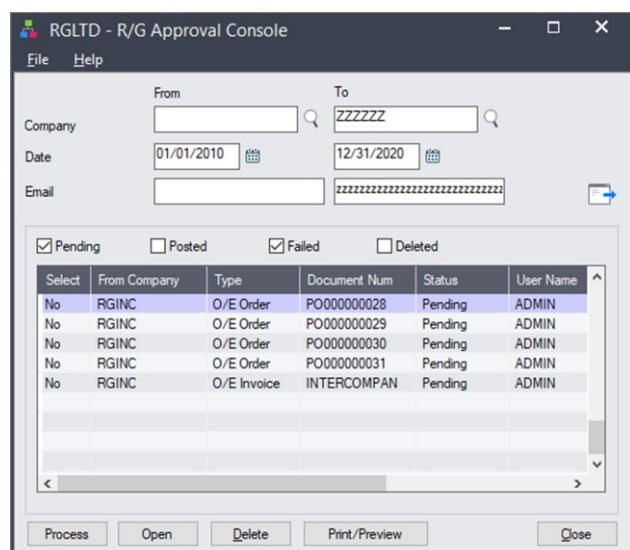 RGLTD - R/G Approval Console
File Help
From To
Company ZZZZZZ
Date 01/01/2010 12/31/2020
Email zzzzzzzzzzzzzzzzzzzzzzzzzzzzzz
Pending Posted Failed Deleted
Select From Company Type Document Num Status User Name
No RGINC O/E Order PO000000028 Pending ADMIN
No RGINC O/E Order PO000000029 Pending ADMIN
No RGINC O/E Order PO000000030 Pending ADMIN
No RGINC O/E Order PO000000031 Pending ADMIN
No RGINC O/E Invoice INTERCOMPAN Pending ADMIN
Process Open Delete Print/Preview Close